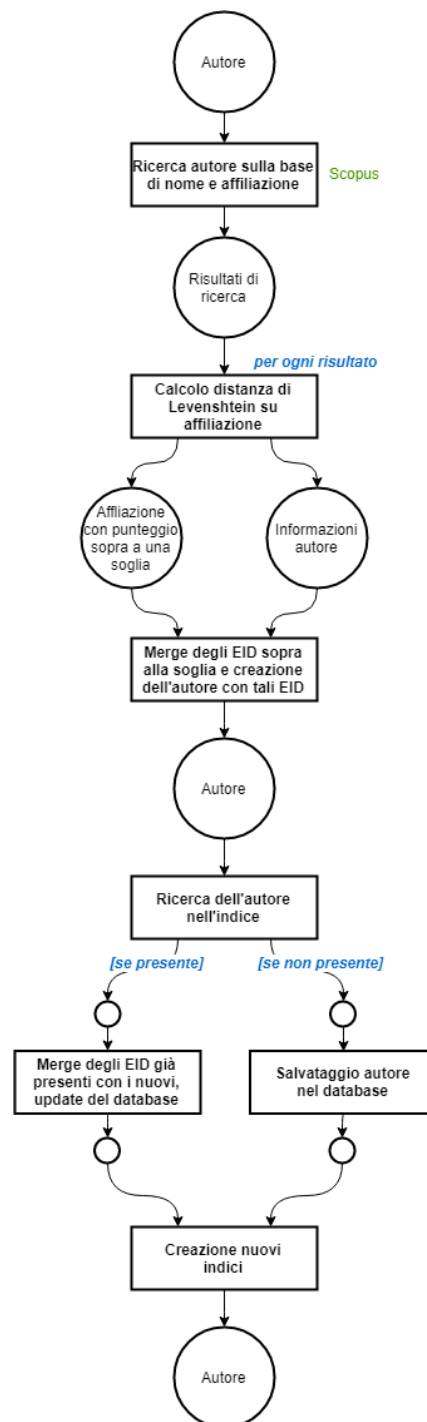 Autore
Ricerca autore sulla base
di nome e affiliazione
Scopus
Risultati di
ricerca
per ogni risultato
Calcolo distanza di
Levenshtein su
affiliazione
Affliazione
con punteggio
sopra a una
soglia
Informazioni
autore
Merge degli EID sopra
alla soglia e creazione
dell'autore con tali EID
Autore
Ricerca dell'autore
nell'indice
[se presente]
[se non presente]
Merge degli EID già
presenti con i nuovi,
update del database
Salvataggio autore
nel database
Creazione nuovi
indici
Autore